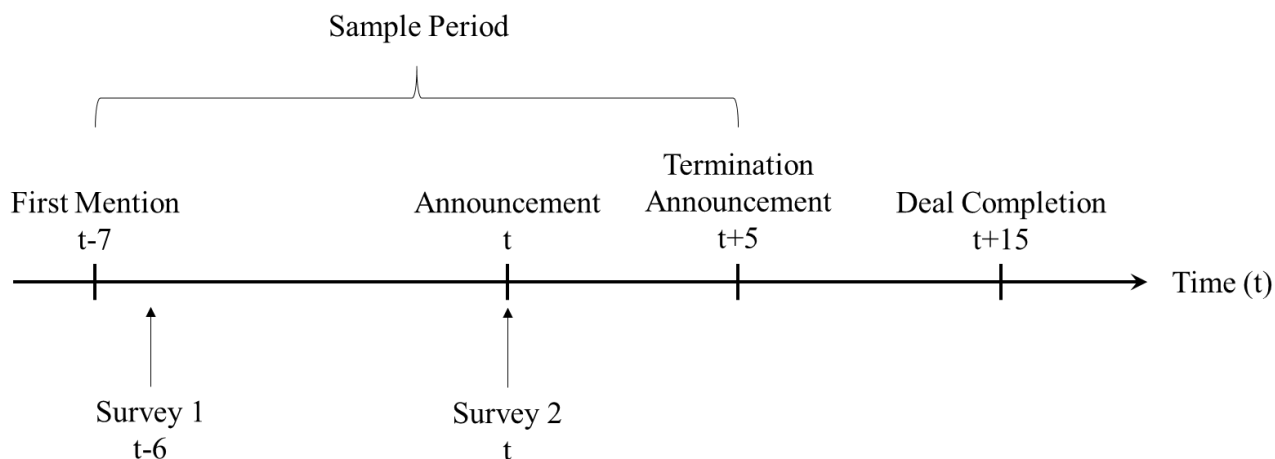 Sample Period
Termination
First Mention
Announcement
Announcement
Deal Completion
t-7
t
t+5
t+15
Time (t)
Survey 1
Survey 2
t-6
t